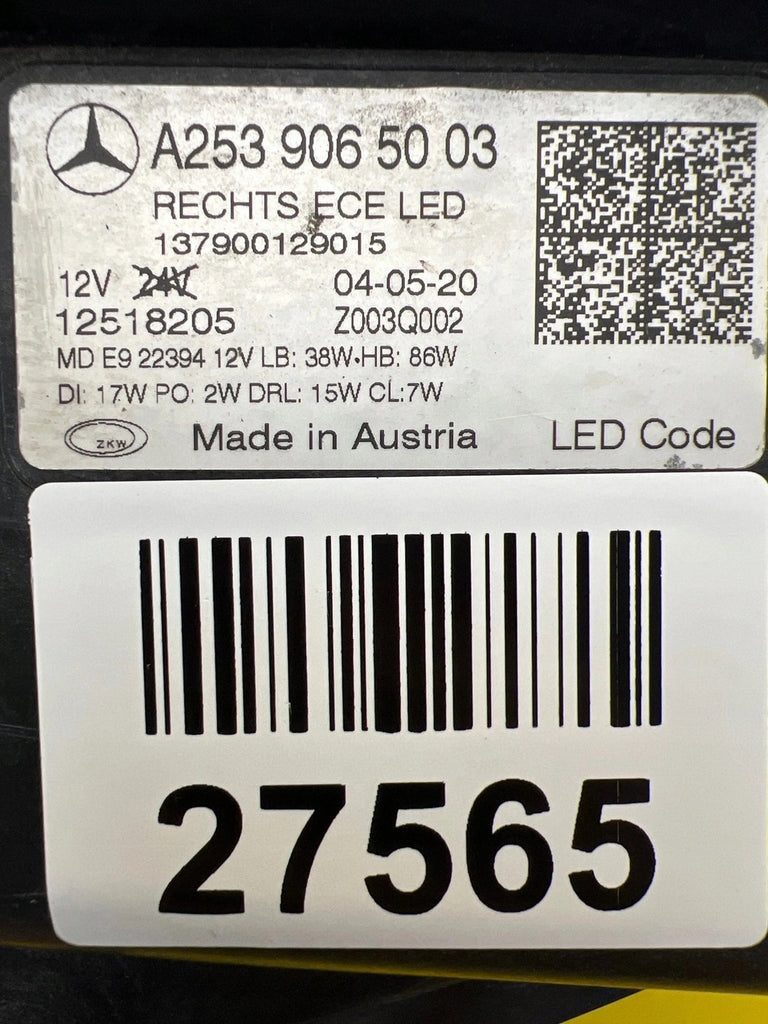 A253 906 50 03
RECHTS ECE LED
137900129015
12V 24V 04-05-20
12518205 Z003Q002
MD E9 22394 12V LB: 38W·HB: 86W
DI: 17W PO: 2W DRL: 15W CL:7W
ZKW Made in Austria LED Code
27565